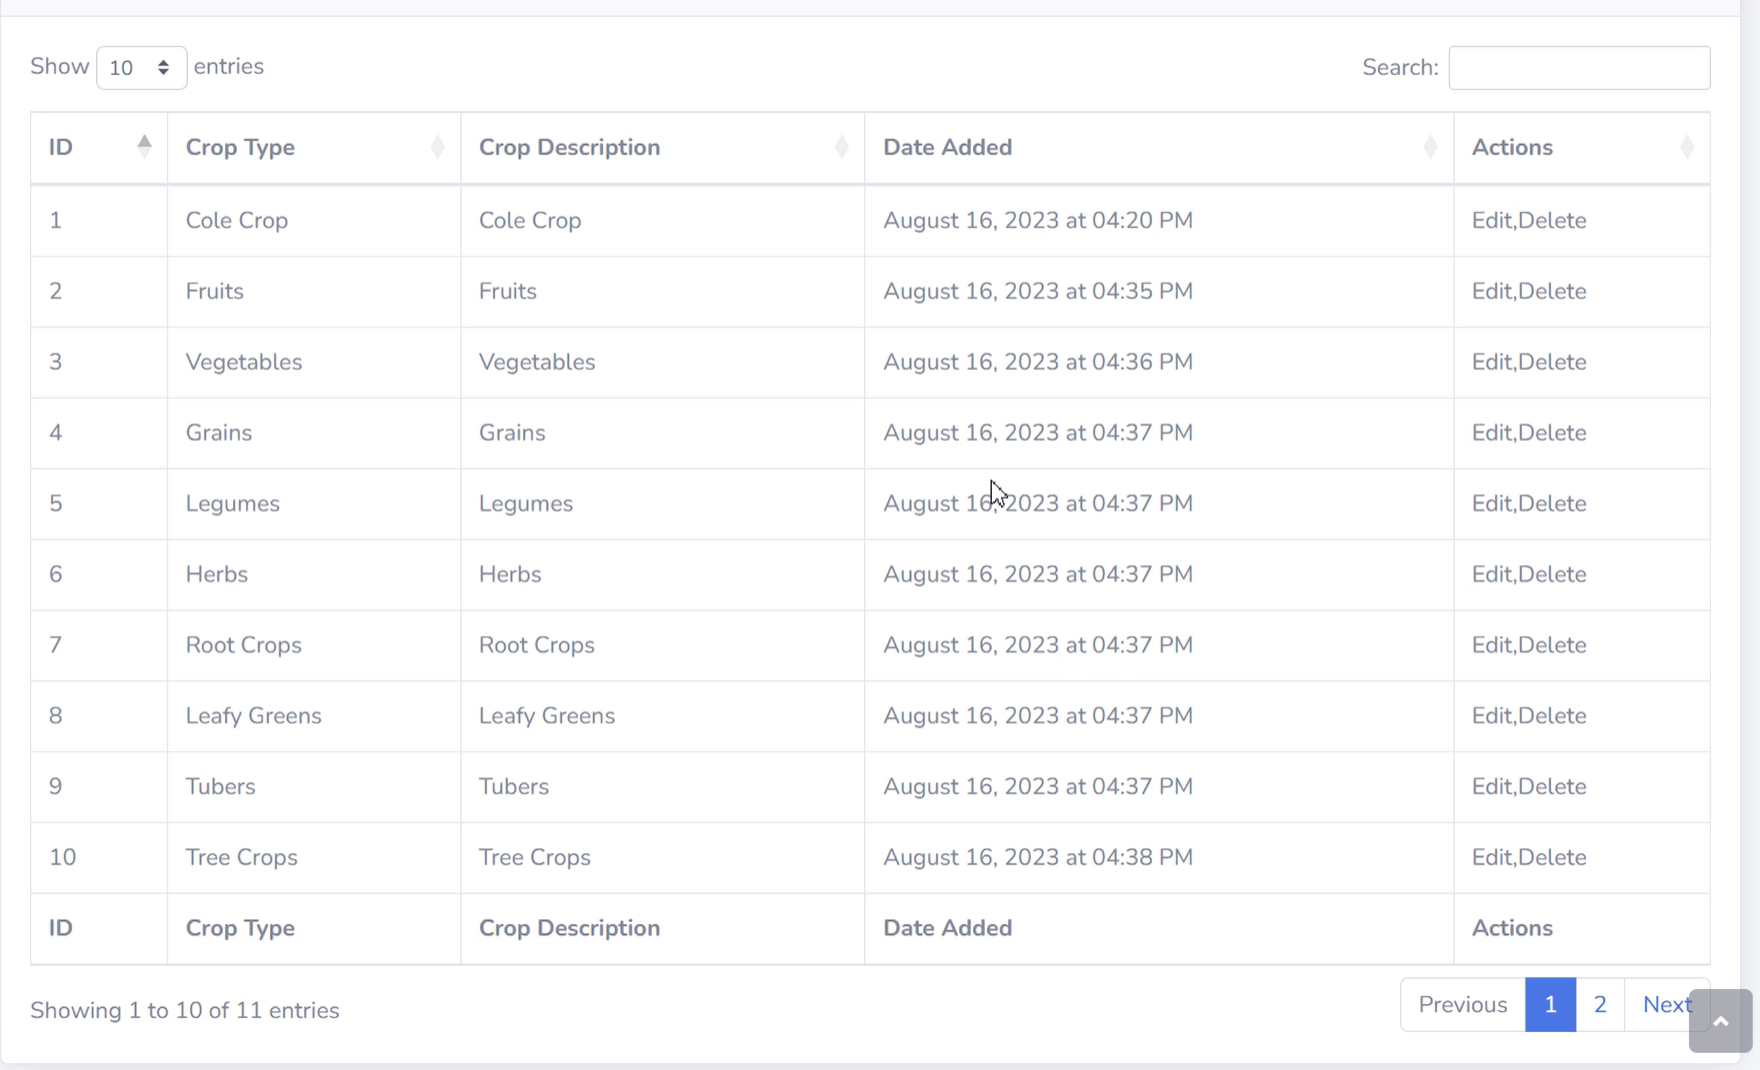 Show 10 entries Search:
ID Crop Type Crop Description Date Added Actions
1 Cole Crop Cole Crop August 16, 2023 at 04:20 PM Edit,Delete
2 Fruits Fruits August 16, 2023 at 04:35 PM Edit,Delete
3 Vegetables Vegetables August 16, 2023 at 04:36 PM Edit,Delete
4 Grains Grains August 16, 2023 at 04:37 PM Edit,Delete
5 Legumes Legumes August 16, 2023 at 04:37 PM Edit,Delete
6 Herbs Herbs August 16, 2023 at 04:37 PM Edit,Delete
7 Root Crops Root Crops August 16, 2023 at 04:37 PM Edit,Delete
8 Leafy Greens Leafy Greens August 16, 2023 at 04:37 PM Edit,Delete
9 Tubers Tubers August 16, 2023 at 04:37 PM Edit,Delete
10 Tree Crops Tree Crops August 16, 2023 at 04:38 PM Edit,Delete
ID Crop Type Crop Description Date Added Actions
Showing 1 to 10 of 11 entries Previous 1 2 Next